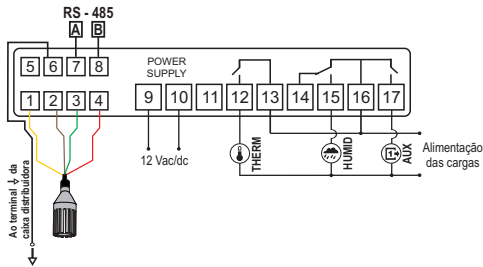 RS - 485
A B
5 6 7 8
POWER
SUPPLY
1 2 3 4
9 10 11 12 13 14 15 16 17
12 Vac/dc
THERM
HUMID
1
AUX
Alimentação
das cargas
Ao terminal ⏚ da
caixa distribuidora